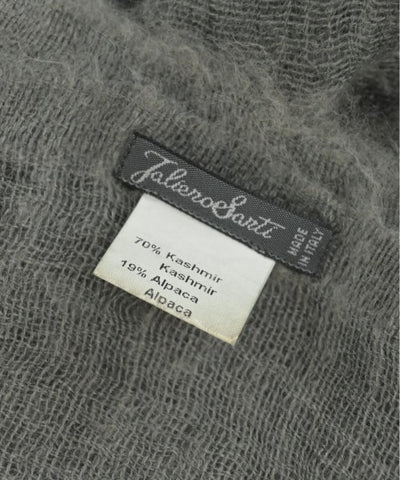 FalieroSarti
MADE
IN ITALY
70% Kashmir
Kashmir
19% Alpaca
Alpaca